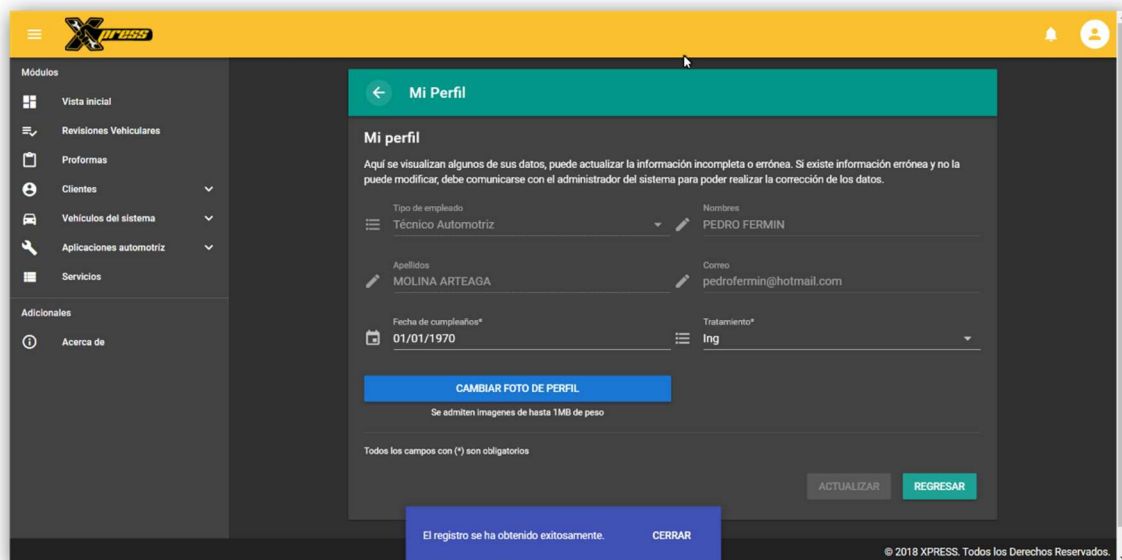 Xpress
Módulos
Vista inicial
Revisiones Vehiculares
Proformas
Clientes
Vehículos del sistema
Aplicaciones automotríz
Servicios
Adicionales
Acerca de
Mi Perfil
Mi perfil
Aquí se visualizan algunos de sus datos, puede actualizar la información incompleta o errónea. Si existe información errónea y no la
puede modificar, debe comunicarse con el administrador del sistema para poder realizar la corrección de los datos.
Tipo de empleado
Técnico Automotriz
Nombres
PEDRO FERMIN
Apellidos
MOLINA ARTEAGA
Correo
pedrofermin@hotmail.com
Fecha de cumpleaños*
01/01/1970
Tratamiento*
Ing
CAMBIAR FOTO DE PERFIL
Se admiten imagenes de hasta 1MB de peso
Todos los campos con (*) son obligatorios
ACTUALIZAR
REGRESAR
El registro se ha obtenido exitosamente.
CERRAR
© 2018 XPRESS. Todos los Derechos Reservados.